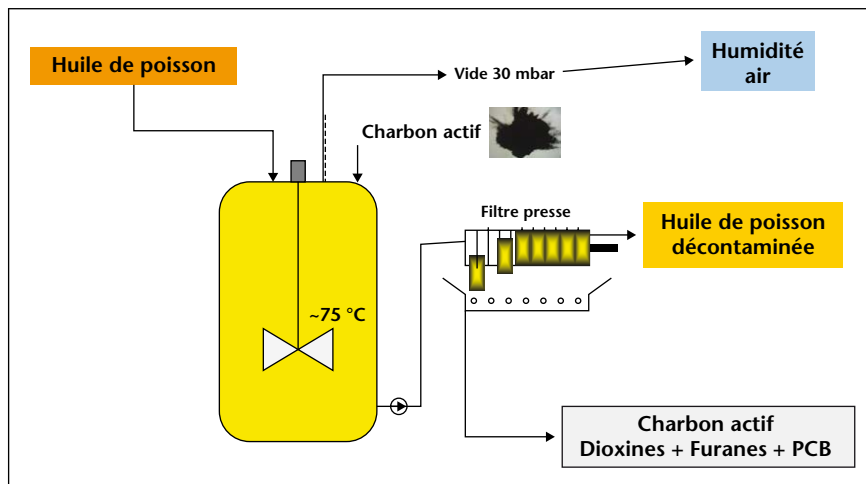 Huile de poisson
Vide 30 mbar
Humidité
air
Charbon actif
Filtre presse
Huile de poisson
décontaminée
~75 °C
Charbon actif
Dioxines + Furanes + PCB